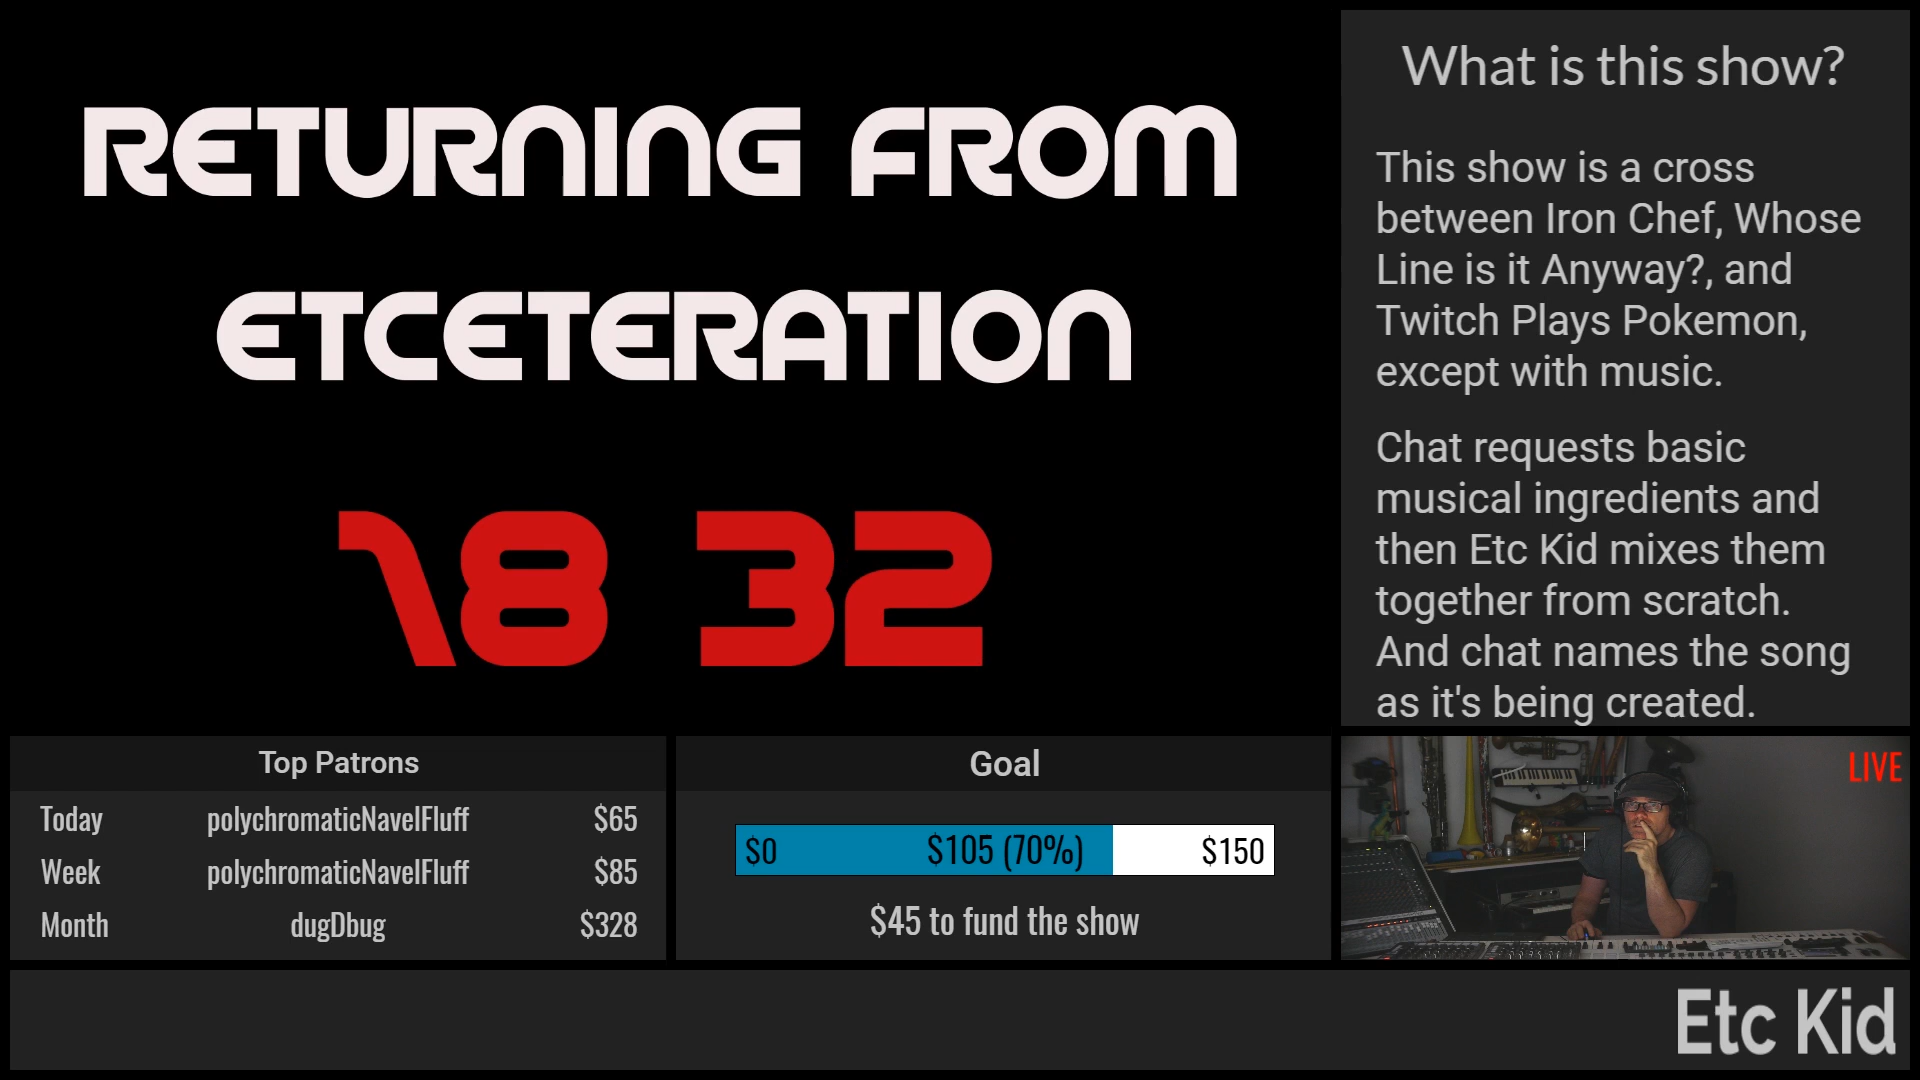 RETURNING FROM
ETCETERATION
18 32
What is this show?
This show is a cross
between Iron Chef, Whose
Line is it Anyway?, and
Twitch Plays Pokemon,
except with music.
Chat requests basic
musical ingredients and
then Etc Kid mixes them
together from scratch.
And chat names the song
as it's being created.
Top Patrons
Today polychromaticNavelFluff $65
Week polychromaticNavelFluff $85
Month dugDbug $328
Goal
$0 $105 (70%) $150
$45 to fund the show
LIVE
Etc Kid